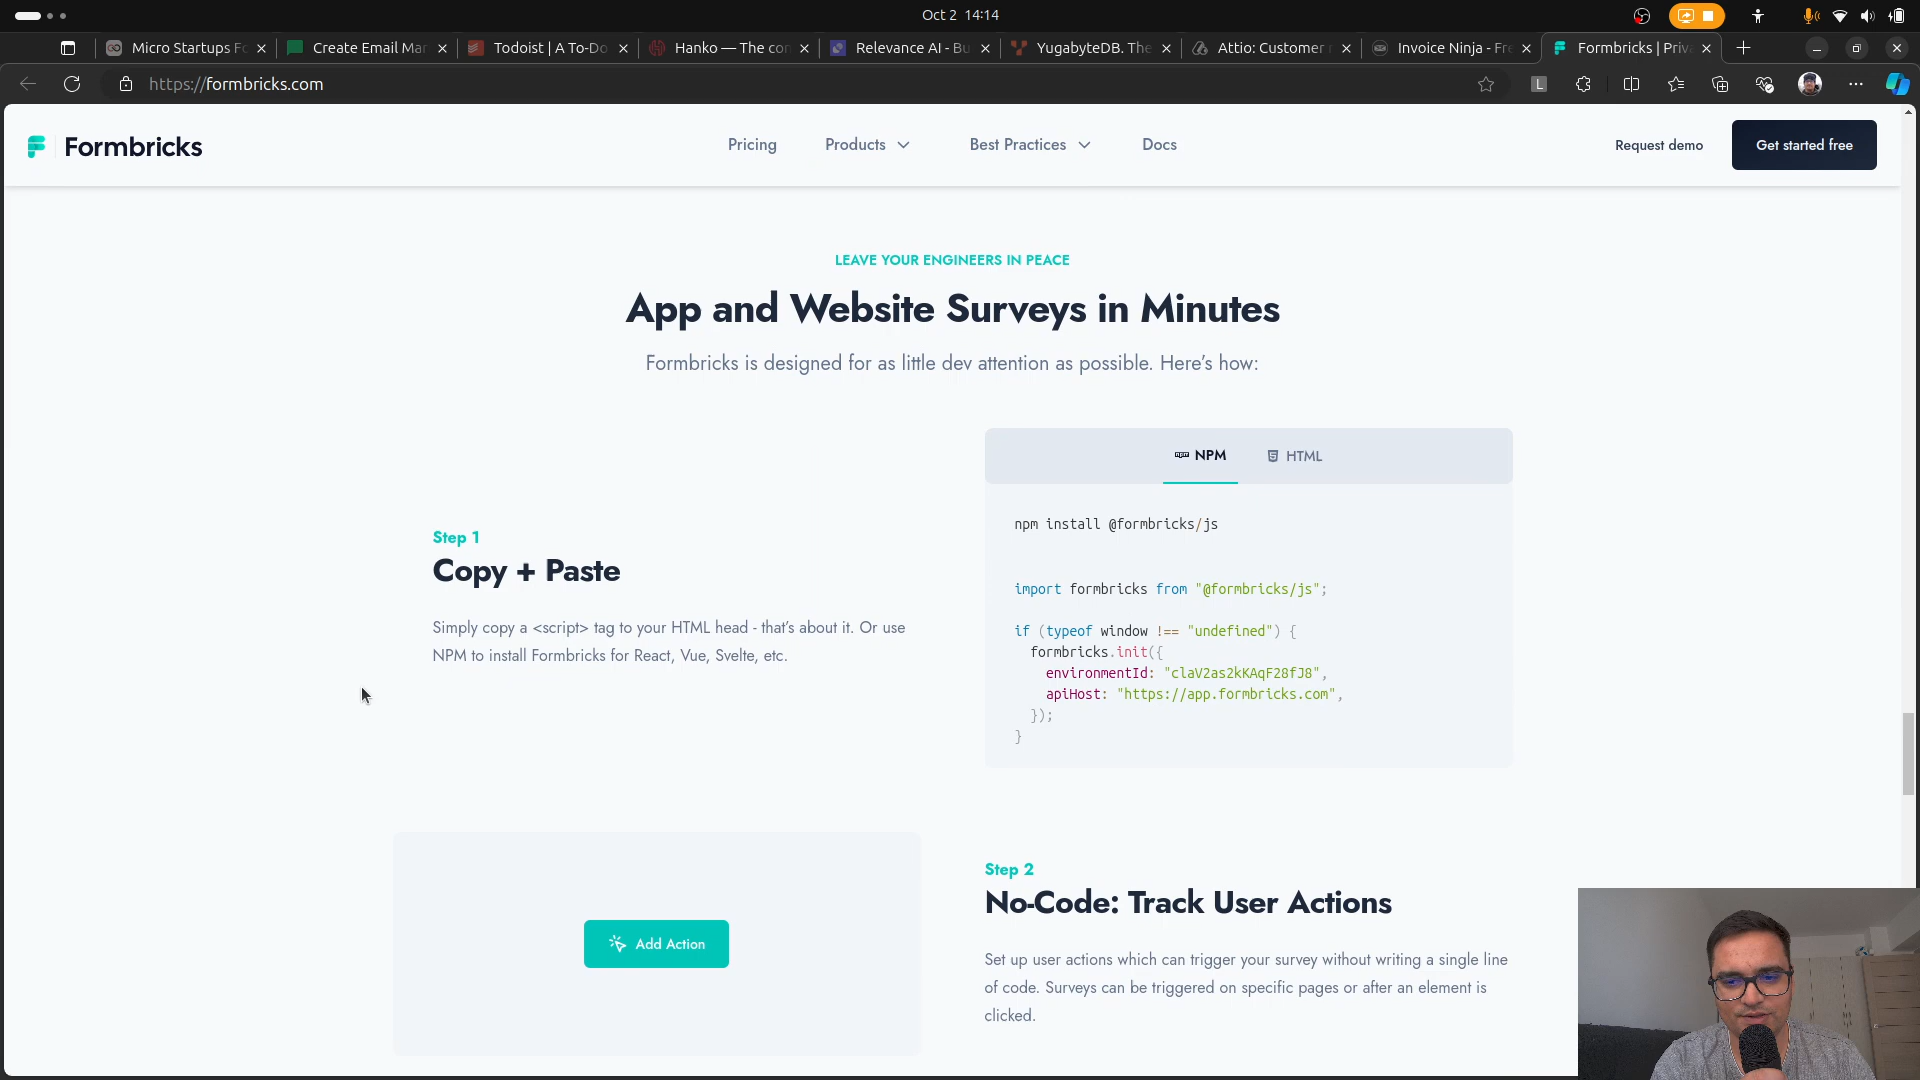 Oct 2 14:14
Micro Startups Fo
Create Email Mar
Todoist | A To-Do
Hanko — The con
Relevance AI - Bu
YugabyteDB. The
Attio: Customer
Invoice Ninja - Fre
Formbricks | Priva
https://formbricks.com
L
Formbricks
Pricing
Products
Best Practices
Docs
Request demo
Get started free
LEAVE YOUR ENGINEERS IN PEACE
App and Website Surveys in Minutes
Formbricks is designed for as little dev attention as possible. Here’s how:
Step 1
Copy + Paste
Simply copy a <script> tag to your HTML head - that’s about it. Or use
NPM to install Formbricks for React, Vue, Svelte, etc.
NPM
HTML
npm install @formbricks/js
import formbricks from "@formbricks/js";
if (typeof window !== "undefined") {
formbricks.init({
environmentId: "claV2as2kKAqF28fJ8",
apiHost: "https://app.formbricks.com",
});
}
Add Action
Step 2
No-Code: Track User Actions
Set up user actions which can trigger your survey without writing a single line
of code. Surveys can be triggered on specific pages or after an element is
clicked.